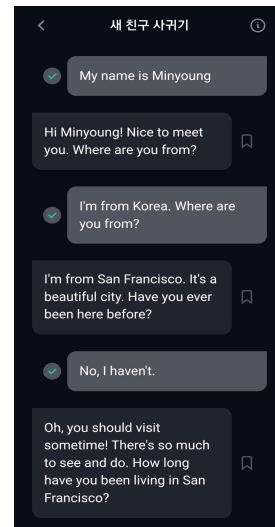 새 친구 사귀기
My name is Minyoung
Hi Minyoung! Nice to meet
you. Where are you from?
I'm from Korea. Where are
you from?
I'm from San Francisco. It's a
beautiful city. Have you ever
been here before?
No, I haven't.
Oh, you should visit
sometime! There's so much
to see and do. How long
have you been living in San
Francisco?